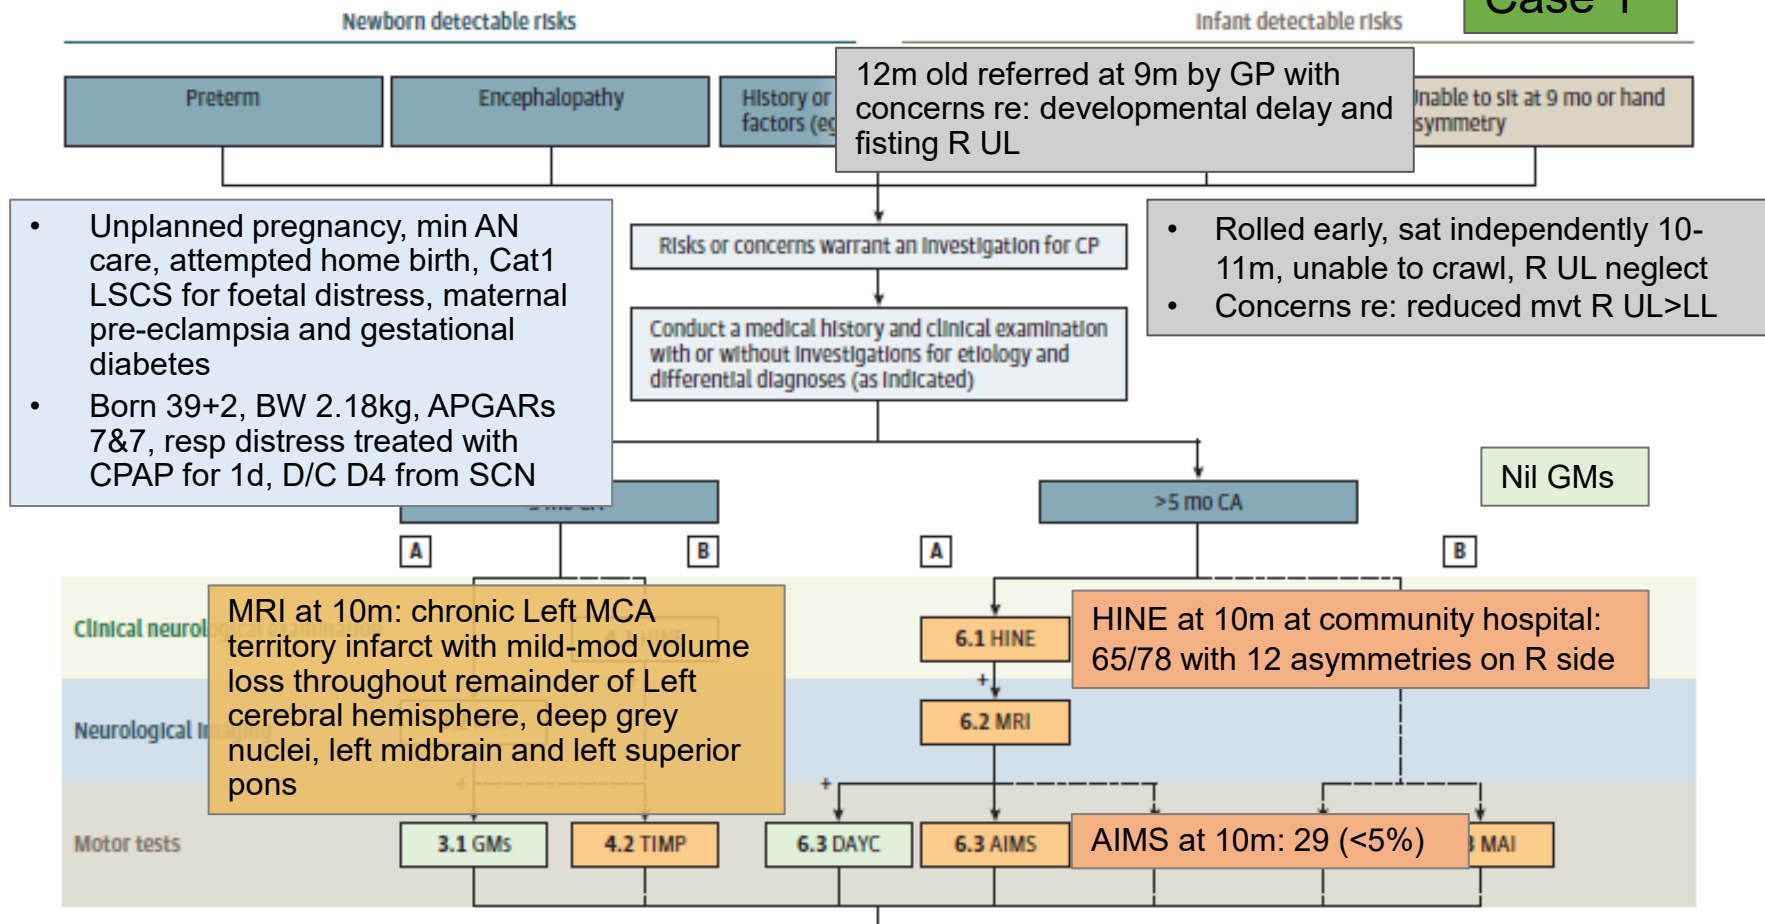 Case 1
Newborn detectable risks
Infant detectable risks
Preterm
Encephalopathy
History or
factors (eg
12m old referred at 9m by GP with
concerns re: developmental delay and
fisting R UL
Unable to sit at 9 mo or hand
symmetry
• Unplanned pregnancy, min AN
care, attempted home birth, Cat1
LSCS for foetal distress, maternal
pre-eclampsia and gestational
diabetes
• Born 39+2, BW 2.18kg, APGARs
7&7, resp distress treated with
CPAP for 1d, D/C D4 from SCN
Risks or concerns warrant an investigation for CP
Conduct a medical history and clinical examination
with or without investigations for etiology and
differential diagnoses (as indicated)
• Rolled early, sat independently 10-
11m, unable to crawl, R UL neglect
• Concerns re: reduced mvt R UL>LL
Nil GMs
>5 mo CA
A
B
A
B
Clinical neurological examination
MRI at 10m: chronic Left MCA
territory infarct with mild-mod volume
loss throughout remainder of Left
cerebral hemisphere, deep grey
nuclei, left midbrain and left superior
pons
6.1 HINE
HINE at 10m at community hospital:
65/78 with 12 asymmetries on R side
+
Neurological
6.2 MRI
+
+
Motor tests
3.1 GMs
4.2 TIMP
6.3 DAYC
6.3 AIMS
AIMS at 10m: 29 (<5%)
MAI